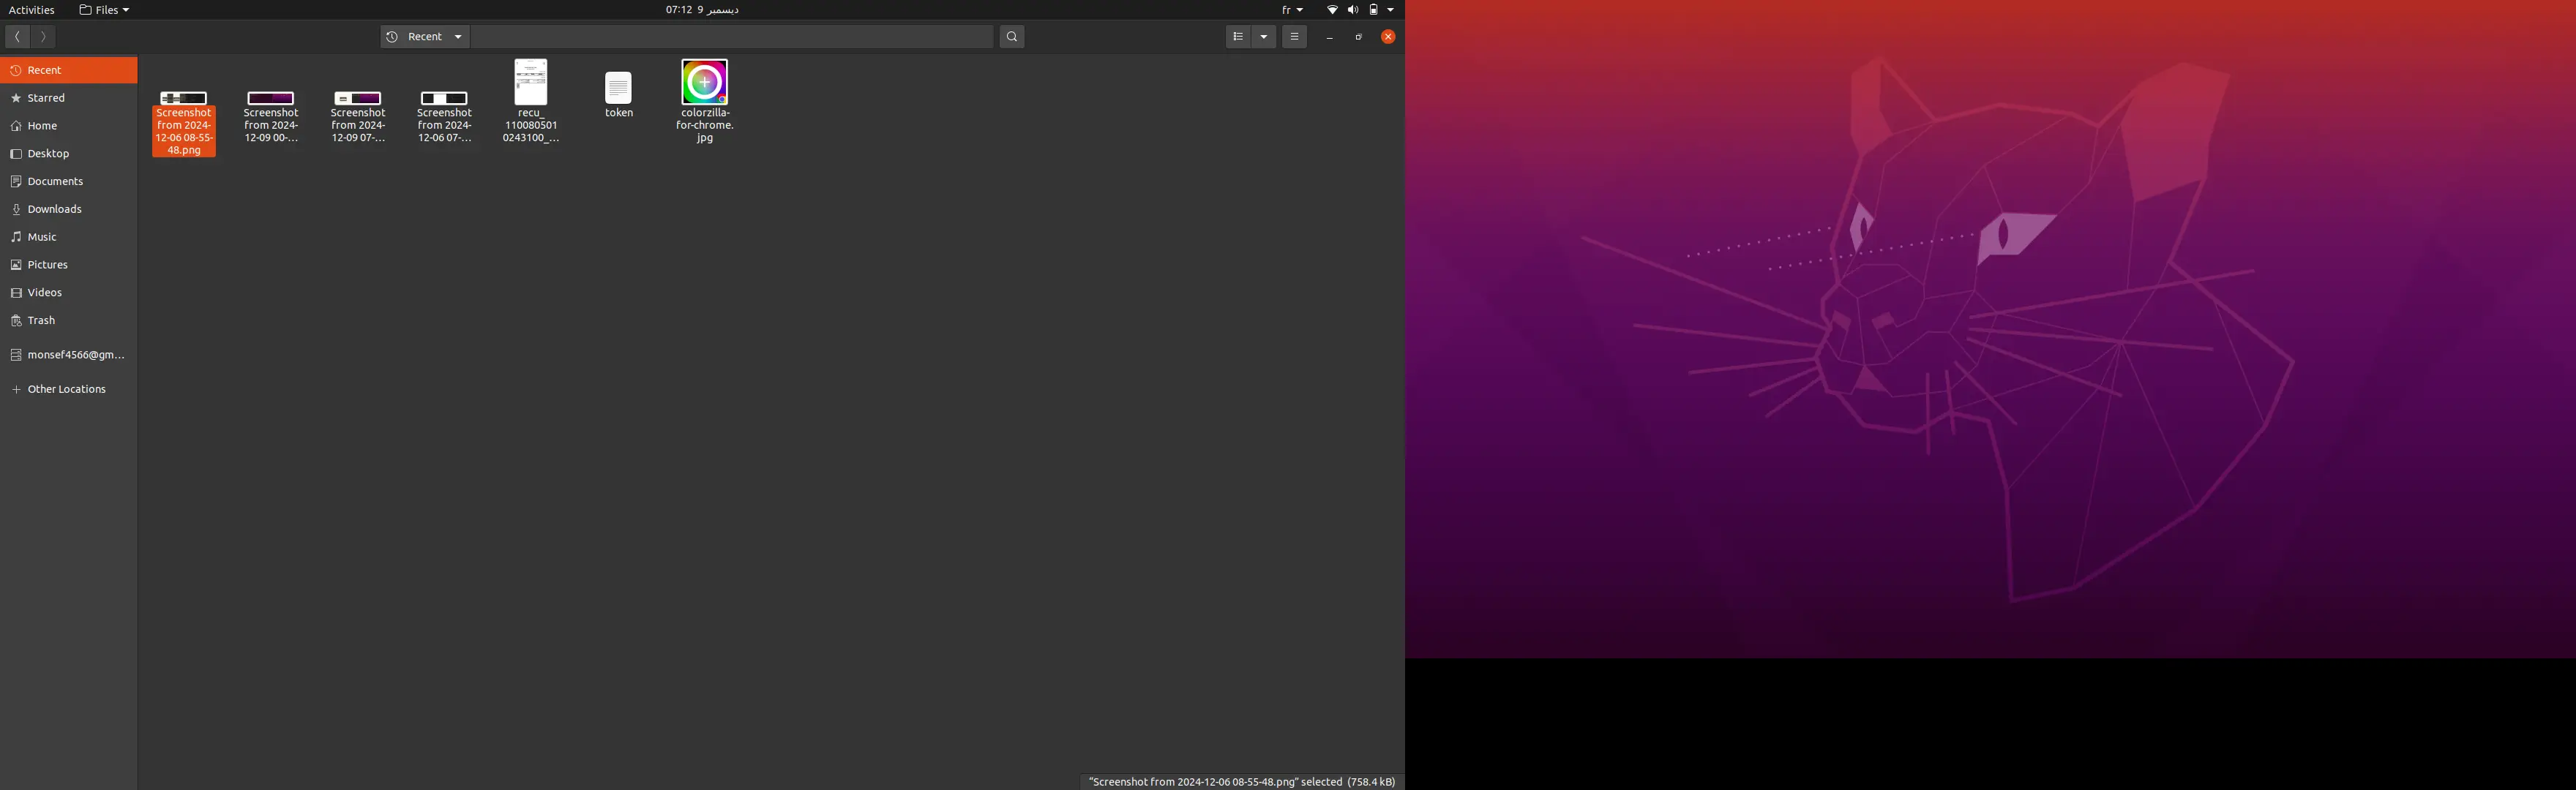 Activities Files 07:12 9 ديسمبر fr
Recent
Recent
Starred
Home
Desktop
Documents
Downloads
Music
Pictures
Videos
Trash
monsef4566@gm...
Other Locations
Screenshot
from 2024-
12-06 08-55-
48.png
Screenshot
from 2024-
12-09 00-...
Screenshot
from 2024-
12-09 07-...
Screenshot
from 2024-
12-06 07-...
recu_
110080501
0243100_...
token
colorzilla-
for-chrome.
jpg
"Screenshot from 2024-12-06 08-55-48.png" selected (758.4 kB)